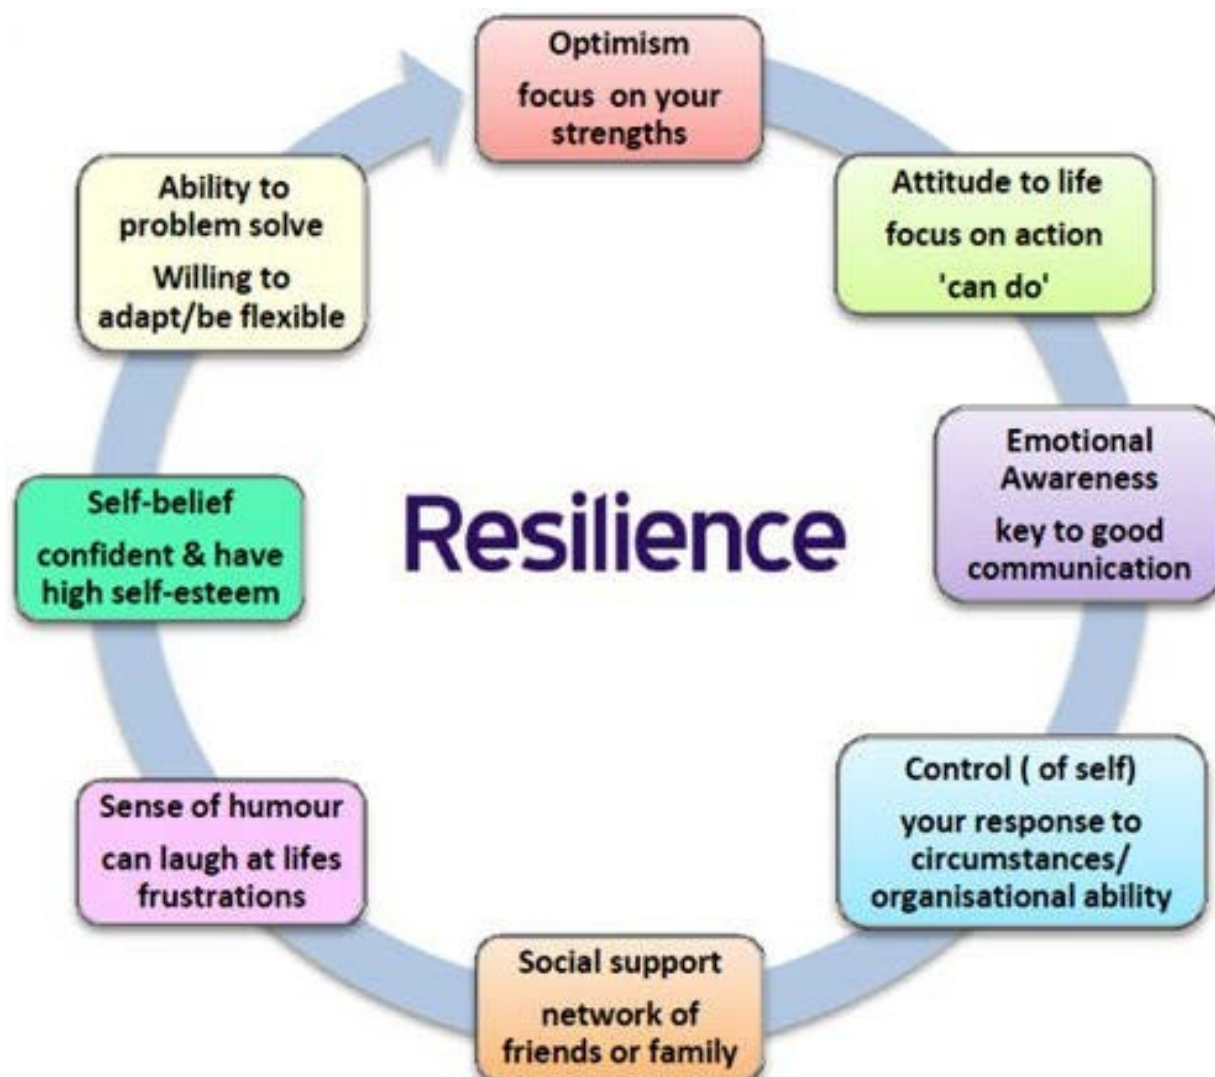 Optimism
focus on your
strengths
Attitude to life
focus on action
'can do'
Emotional
Awareness
key to good
communication
Control ( of self)
your response to
circumstances/
organisational ability
Social support
network of
friends or family
Sense of humour
can laugh at lifes
frustrations
Self-belief
confident & have
high self-esteem
Ability to
problem solve
Willing to
adapt/be flexible
Resilience